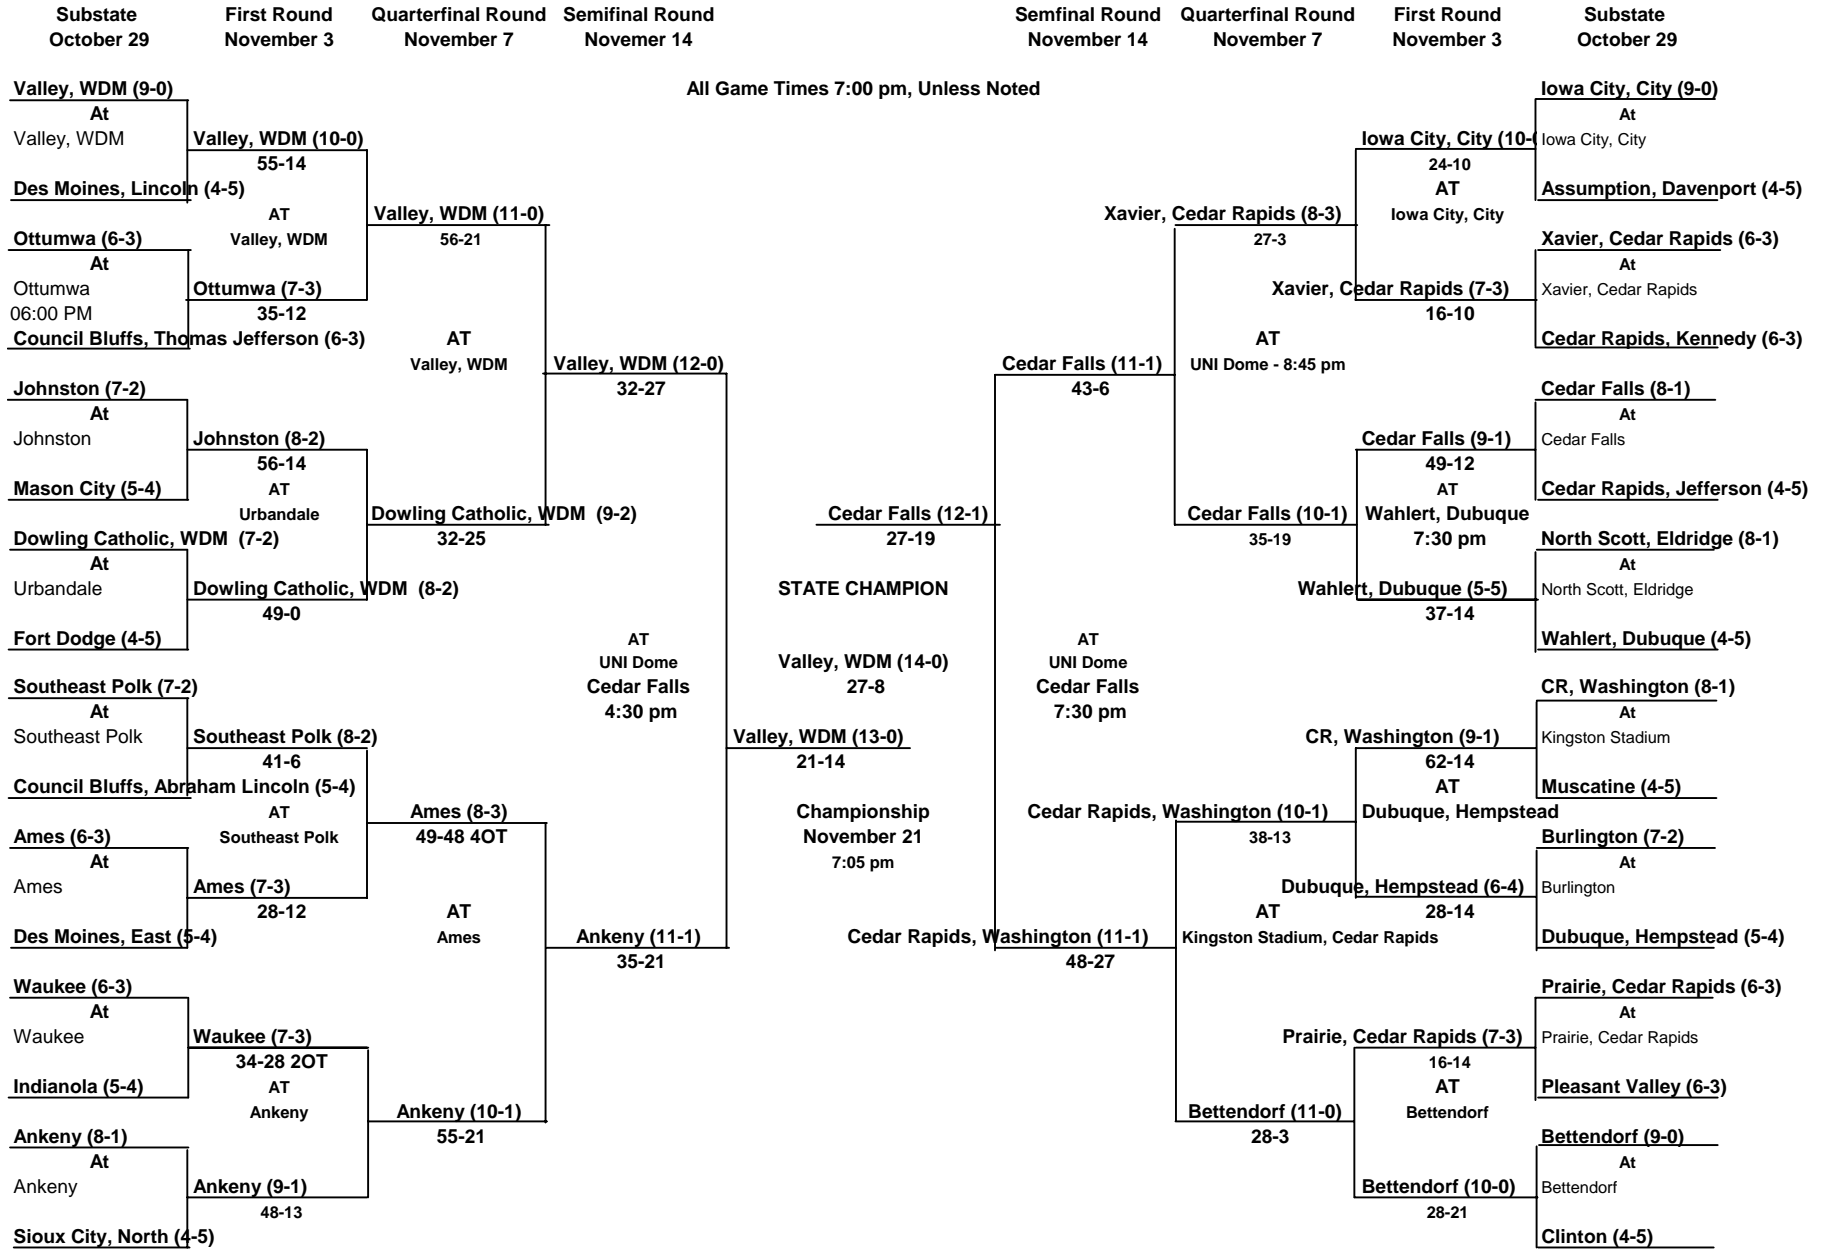 Substate
October 29
First Round
November 3
Quarterfinal Round
November 7
Semifinal Round
Novemer 14
Semfinal Round
November 14
Quarterfinal Round
November 7
First Round
November 3
Substate
October 29
All Game Times 7:00 pm, Unless Noted
Valley, WDM (9-0)
At
Valley, WDM
Des Moines, Lincoln (4-5)
Ottumwa (6-3)
At
Ottumwa
06:00 PM
Council Bluffs, Thomas Jefferson (6-3)
Johnston (7-2)
At
Johnston
Mason City (5-4)
Dowling Catholic, WDM (7-2)
At
Urbandale
Fort Dodge (4-5)
Southeast Polk (7-2)
At
Southeast Polk
Council Bluffs, Abraham Lincoln (5-4)
Ames (6-3)
At
Ames
Des Moines, East (5-4)
Waukee (6-3)
At
Waukee
Indianola (5-4)
Ankeny (8-1)
At
Ankeny
Sioux City, North (4-5)
Valley, WDM (10-0)
55-14
AT
Valley, WDM
Ottumwa (7-3)
35-12
Johnston (8-2)
56-14
AT
Urbandale
Dowling Catholic, WDM (8-2)
49-0
Southeast Polk (8-2)
41-6
AT
Southeast Polk
Ames (7-3)
28-12
Waukee (7-3)
34-28 2OT
AT
Ankeny
Ankeny (9-1)
48-13
Valley, WDM (11-0)
56-21
AT
Valley, WDM
Dowling Catholic, WDM (9-2)
32-25
Ames (8-3)
49-48 4OT
AT
Ames
Ankeny (10-1)
55-21
Valley, WDM (12-0)
32-27
AT
UNI Dome
Cedar Falls
4:30 pm
Ankeny (11-1)
35-21
Cedar Falls (12-1)
27-19
STATE CHAMPION
Valley, WDM (14-0)
27-8
Valley, WDM (13-0)
21-14
Championship
November 21
7:05 pm
Cedar Falls (11-1)
43-6
AT
UNI Dome
Cedar Falls
7:30 pm
Cedar Rapids, Washington (11-1)
48-27
Xavier, Cedar Rapids (8-3)
27-3
AT
UNI Dome - 8:45 pm
Cedar Falls (10-1)
35-19
Cedar Rapids, Washington (10-1)
38-13
AT
Kingston Stadium, Cedar Rapids
Bettendorf (11-0)
28-3
Iowa City, City (10-
24-10
AT
Iowa City, City
Xavier, Cedar Rapids (7-3)
16-10
Cedar Falls (9-1)
49-12
AT
Wahlert, Dubuque
7:30 pm
Wahlert, Dubuque (5-5)
37-14
CR, Washington (9-1)
62-14
AT
Dubuque, Hempstead
Dubuque, Hempstead (6-4)
28-14
Prairie, Cedar Rapids (7-3)
16-14
AT
Bettendorf
Bettendorf (10-0)
28-21
Iowa City, City (9-0)
At
Iowa City, City
Assumption, Davenport (4-5)
Xavier, Cedar Rapids (6-3)
At
Xavier, Cedar Rapids
Cedar Rapids, Kennedy (6-3)
Cedar Falls (8-1)
At
Cedar Falls
Cedar Rapids, Jefferson (4-5)
North Scott, Eldridge (8-1)
At
North Scott, Eldridge
Wahlert, Dubuque (4-5)
CR, Washington (8-1)
At
Kingston Stadium
Muscatine (4-5)
Burlington (7-2)
At
Burlington
Dubuque, Hempstead (5-4)
Prairie, Cedar Rapids (6-3)
At
Prairie, Cedar Rapids
Pleasant Valley (6-3)
Bettendorf (9-0)
At
Bettendorf
Clinton (4-5)